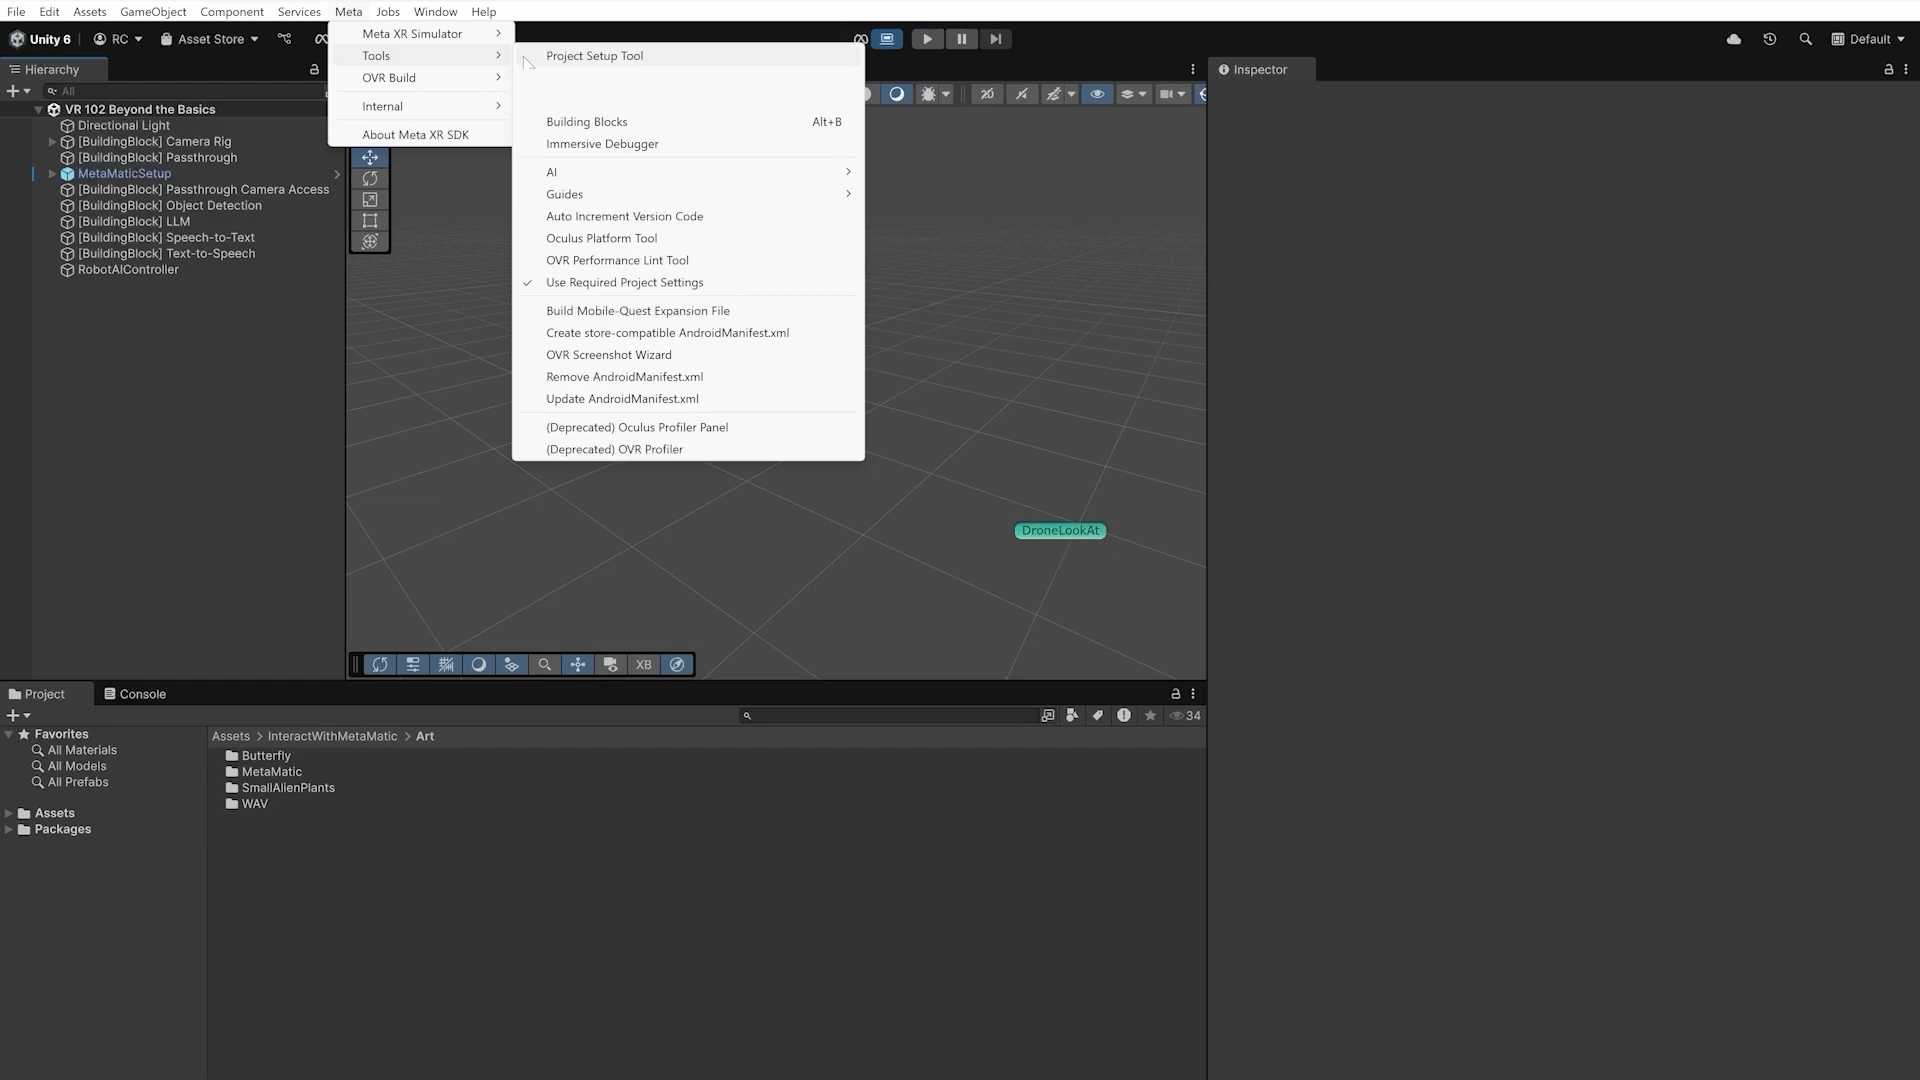 File Edit Assets GameObject Component Services Meta Jobs Window Help
Unity 6 RC Asset Store Default
Meta XR Simulator
Tools
OVR Build
Internal
About Meta XR SDK
Project Setup Tool
Building Blocks Alt+B
Immersive Debugger
AI
Guides
Auto Increment Version Code
Oculus Platform Tool
OVR Performance Lint Tool
Use Required Project Settings
Build Mobile-Quest Expansion File
Create store-compatible AndroidManifest.xml
OVR Screenshot Wizard
Remove AndroidManifest.xml
Update AndroidManifest.xml
(Deprecated) Oculus Profiler Panel
(Deprecated) OVR Profiler
Hierarchy
All
VR 102 Beyond the Basics
Directional Light
[BuildingBlock] Camera Rig
[BuildingBlock] Passthrough
MetaMaticSetup
[BuildingBlock] Passthrough Camera Access
[BuildingBlock] Object Detection
[BuildingBlock] LLM
[BuildingBlock] Speech-to-Text
[BuildingBlock] Text-to-Speech
RobotAIController
2D
DroneLookAt
XB
Inspector
Project Console
34
Favorites
All Materials
All Models
All Prefabs
Assets
Packages
Assets > InteractWithMetaMatic > Art
Butterfly
MetaMatic
SmallAlienPlants
WAV